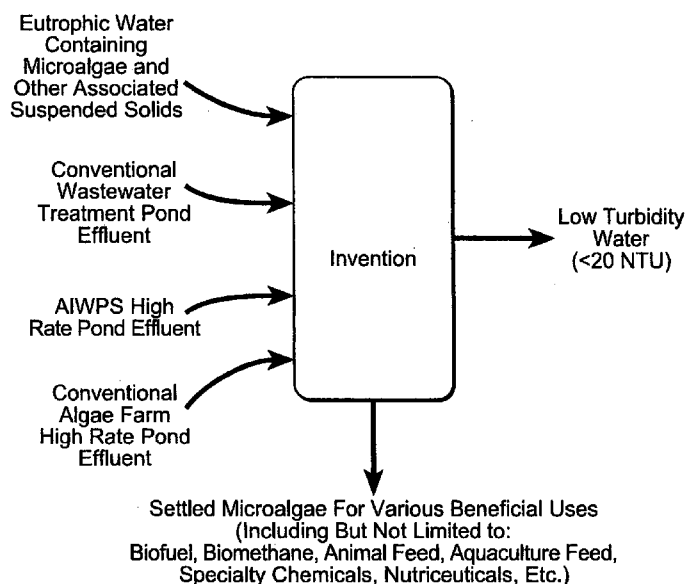 Eutrophic Water
Containing
Microalgae and
Other Associated
Suspended Solids
Conventional
Wastewater
Treatment Pond
Effluent
AIWPS High
Rate Pond Effluent
Conventional
Algae Farm
High Rate Pond
Effluent
Invention
Low Turbidity
Water
(<20 NTU)
Settled Microalgae For Various Beneficial Uses
(Including But Not Limited to:
Biofuel, Biomethane, Animal Feed, Aquaculture Feed,
Specialty Chemicals, Nutriceuticals, Etc.)